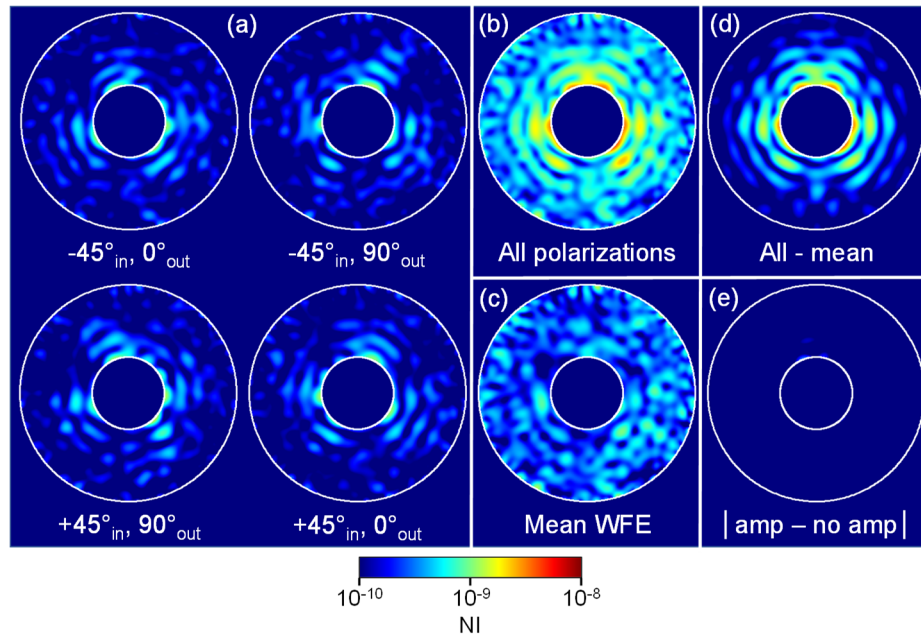 (a)
(b)
(d)
-45°in, 0°out
-45°in, 90°out
All polarizations
All - mean
(c)
(e)
+45°in, 90°out
+45°in, 0°out
Mean WFE
|amp – no amp|
10⁻¹⁰
10⁻⁹
10⁻⁸
NI